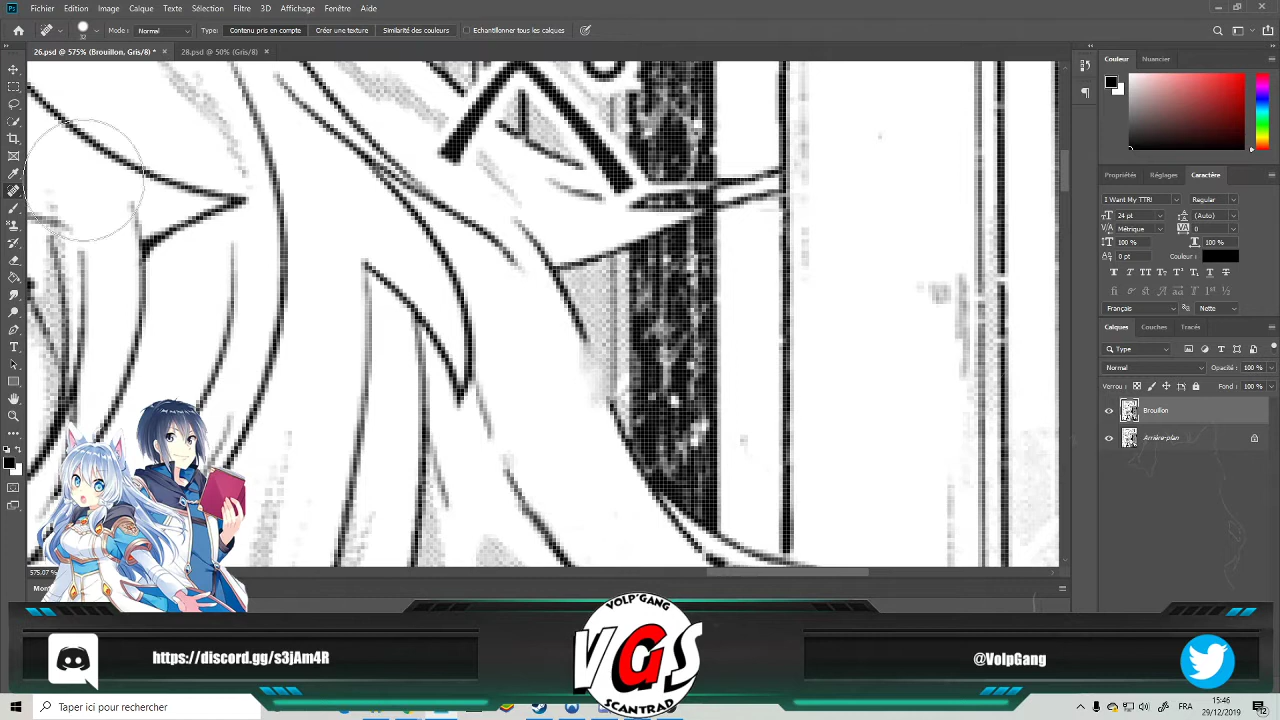 Fichier Edition Image Calque Texte Sélection Filtre 3D Affichage Fenêtre Aide
32
Mode : Normal
Type : Contenu pris en compte Créer une texture Similarité des couleurs Echantillonner tous les calques
26.psd @ 575% (Brouillon, Gris/8) * 28.psd @ 50% (Gris/8)
Couleur Nuancier
Propriétés Réglages Caractère
I Want My TTR! Regular
24 pt (Auto)
0
100 % 100 %
0 pt Couleur :
Français Nette
Calques Couches Tracés
Type
Normal Opacité : 100 %
Verrou : Fond : 100 %
Brouillon
VOLP'GANG
VGS
SCANTRAD
https://discord.gg/s3jAm4R
@VolpGang
Taper ici pour rechercher
FRA
15:46
29/12/2019